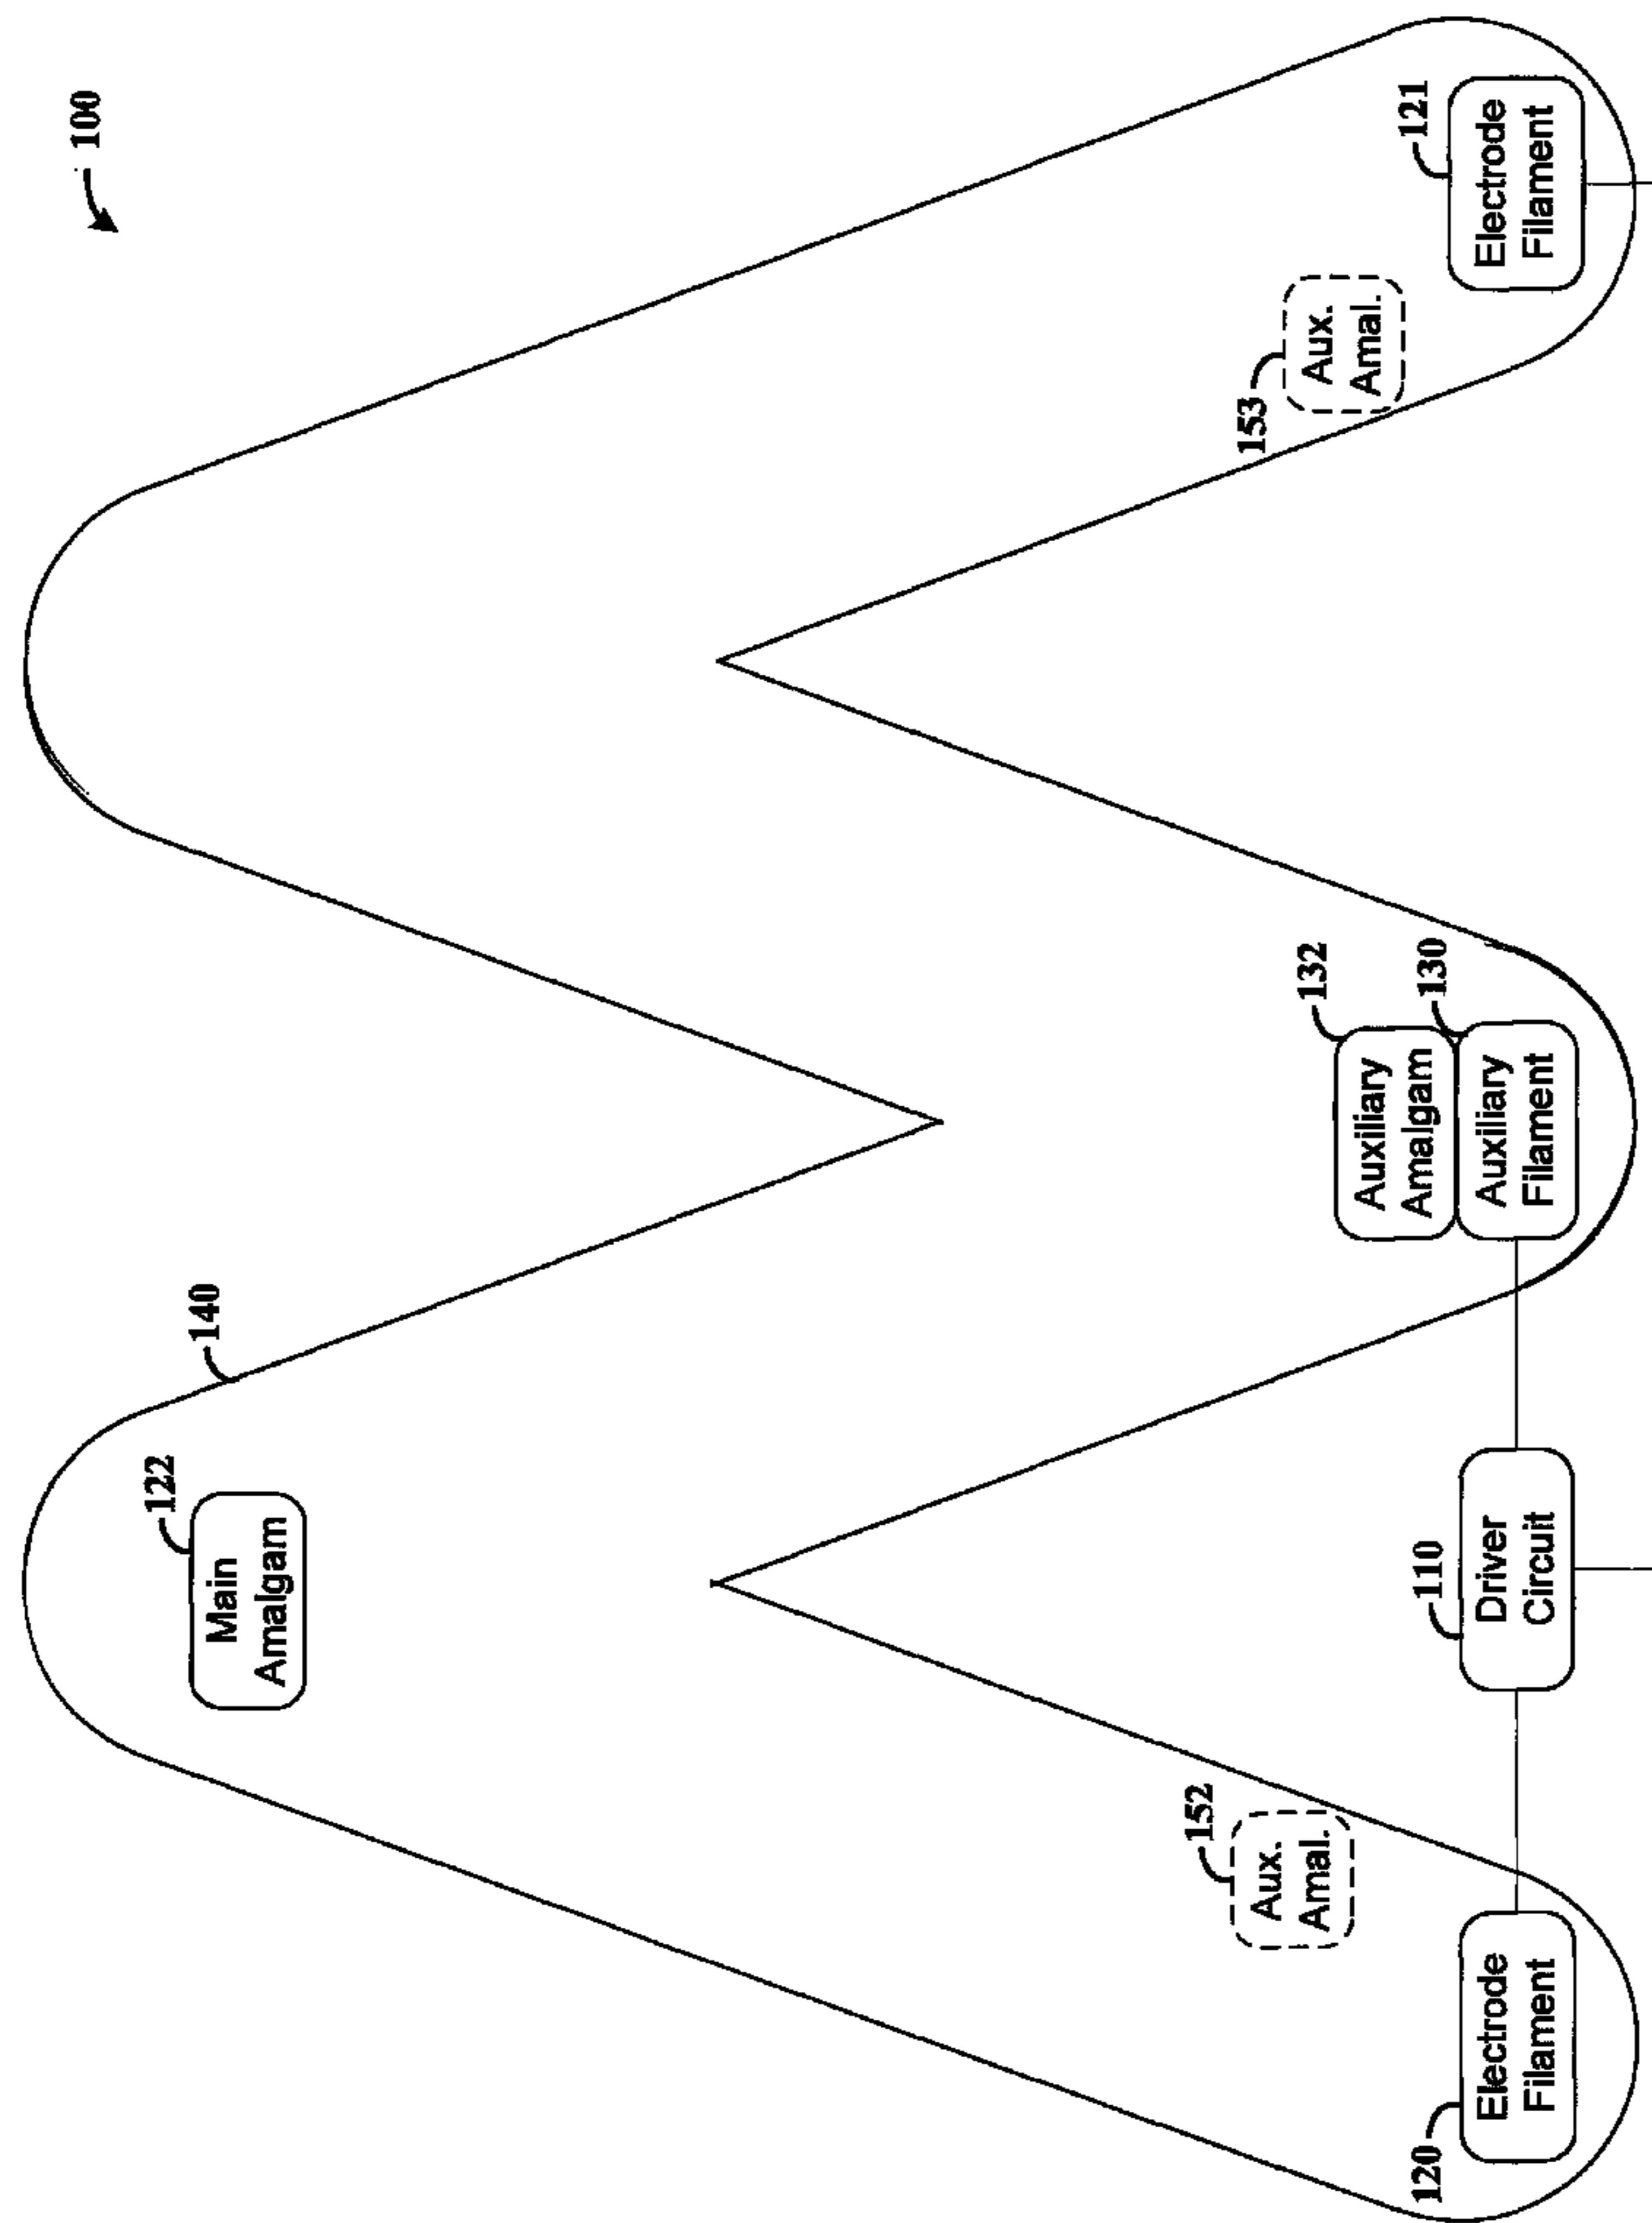 100
140
122
Main
Amalgam
152
Aux.
Amal.
153
Aux.
Amal.
132
Auxiliary
Amalgam
130
Auxiliary
Filament
120
Electrode
Filament
110
Driver
Circuit
121
Electrode
Filament